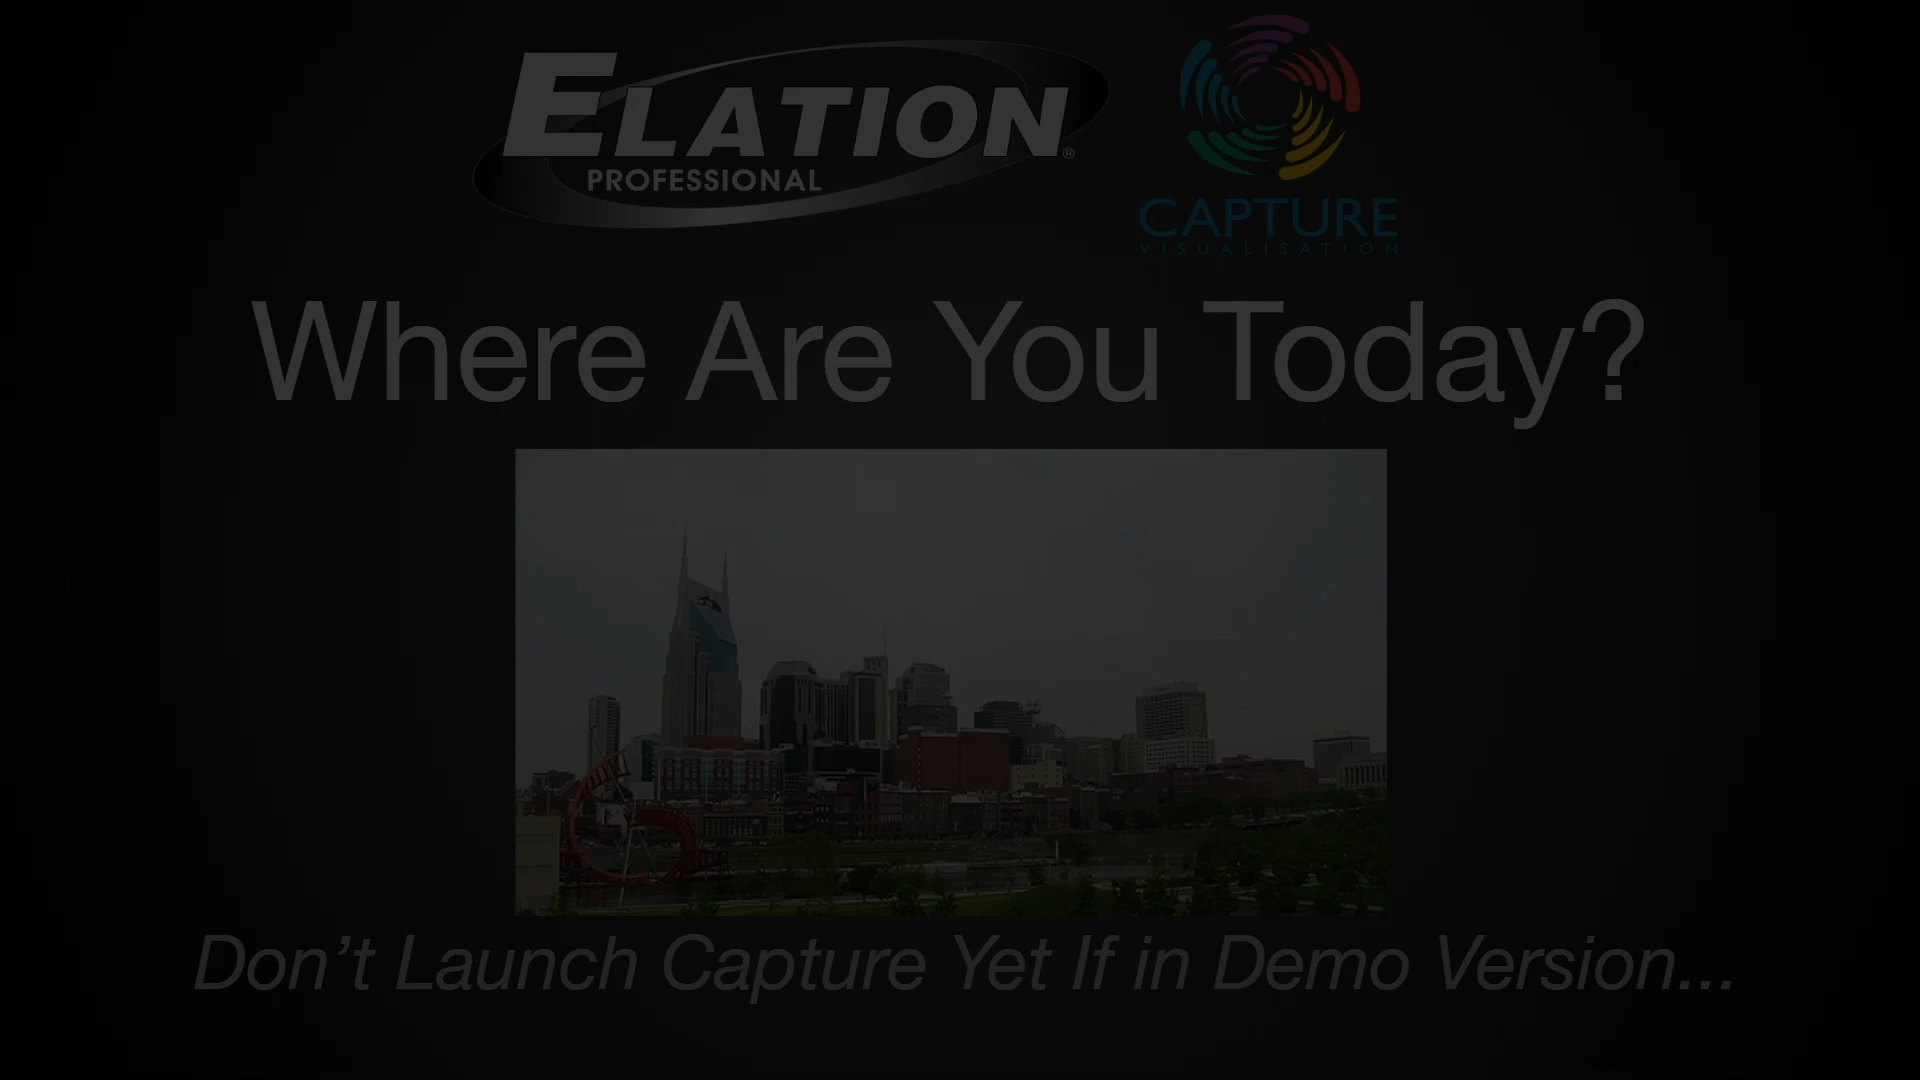 ELATION®
PROFESSIONAL
CAPTURE
VISUALISATION
Where Are You Today?
Don’t Launch Capture Yet If in Demo Version...